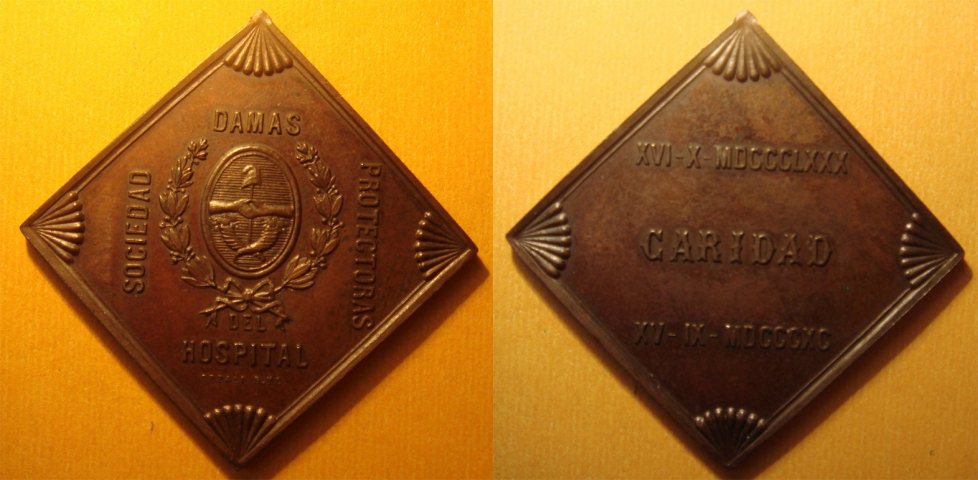 SOCIEDAD
DAMAS
PROTECTORAS
DEL
HOSPITAL
XVI-X-MDCCCLXXX
CARIDAD
XV-IX-MDCCCXC